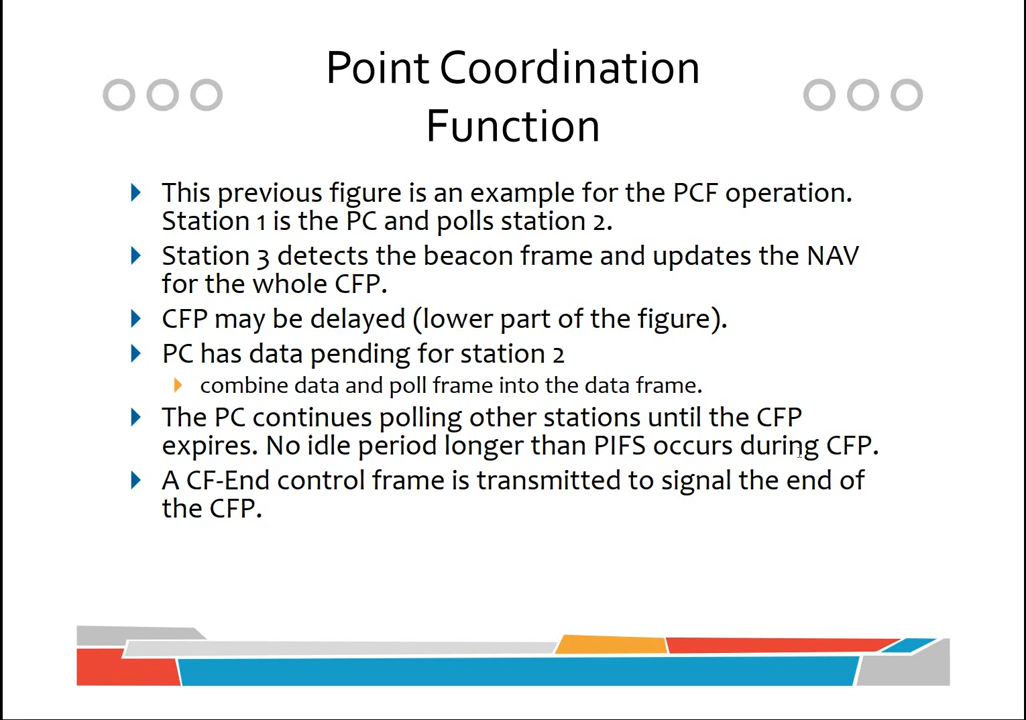 Point Coordination
Function
This previous figure is an example for the PCF operation.
Station 1 is the PC and polls station 2.
Station 3 detects the beacon frame and updates the NAV
for the whole CFP.
CFP may be delayed (lower part of the figure).
PC has data pending for station 2
combine data and poll frame into the data frame.
The PC continues polling other stations until the CFP
expires. No idle period longer than PIFS occurs during CFP.
A CF-End control frame is transmitted to signal the end of
the CFP.